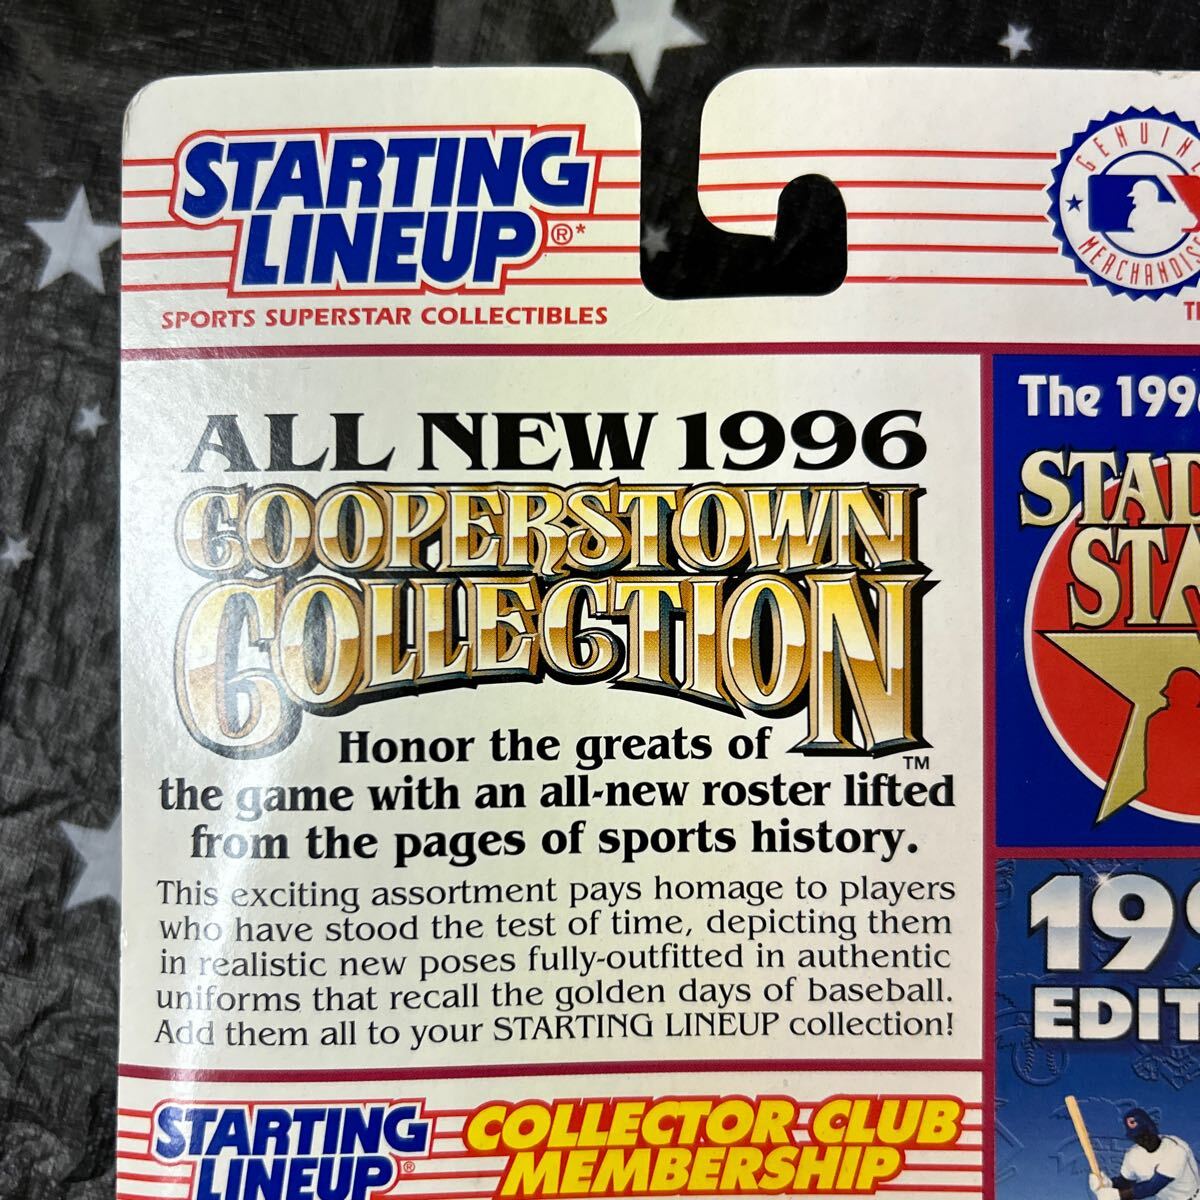 STARTING
LINEUP®*
SPORTS SUPERSTAR COLLECTIBLES
GENUINE
MERCHANDISE
ALL NEW 1996
COOPERSTOWN
COLLECTION™
Honor the greats of
the game with an all-new roster lifted
from the pages of sports history.
This exciting assortment pays homage to players
who have stood the test of time, depicting them
in realistic new poses fully-outfitted in authentic
uniforms that recall the golden days of baseball.
Add them all to your STARTING LINEUP collection!
STARTING
LINEUP®
COLLECTOR CLUB
MEMBERSHIP
The 199
STA
19
EDIT